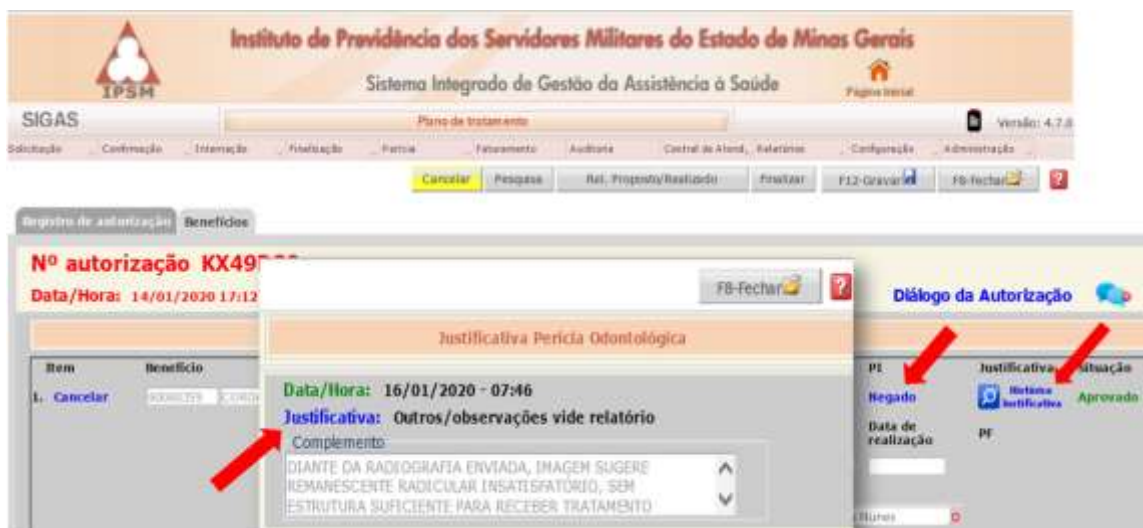 Instituto de Previdência dos Servidores Militares do Estado de Minas Gerais
IPSM
Sistema Integrado de Gestão da Assistência à Saúde
Página Inicial
SIGAS
Plano de tratamento
Versão: 4.7.0
Solicitação Confirmação Internação Finalização Perícia Faturamento Auditoria Central de Atend. Relatórios Configuração Administração
Cancelar Pesquisa Rel. Proposto/Realizado Finalizar F12-Gravar F8-Fechar
Registro de autorização Benefícios
Nº autorização KX49
Data/Hora: 14/01/2020 17:12
F8-Fechar
Diálogo da Autorização
Justificativa Perícia Odontológica
Item Benefício
PI Justificativa Situação
1. Cancelar
Negado Histórico Justificativa Aprovado
Data/Hora: 16/01/2020 - 07:46
Justificativa: Outros/observações vide relatório
Data de realização
PF
Complemento
DIANTE DA RADIOGRAFIA ENVIADA, IMAGEM SUGERE
REMANESCENTE RADICULAR INSATISFATÓRIO, SEM
ESTRUTURA SUFICIENTE PARA RECEBER TRATAMENTO